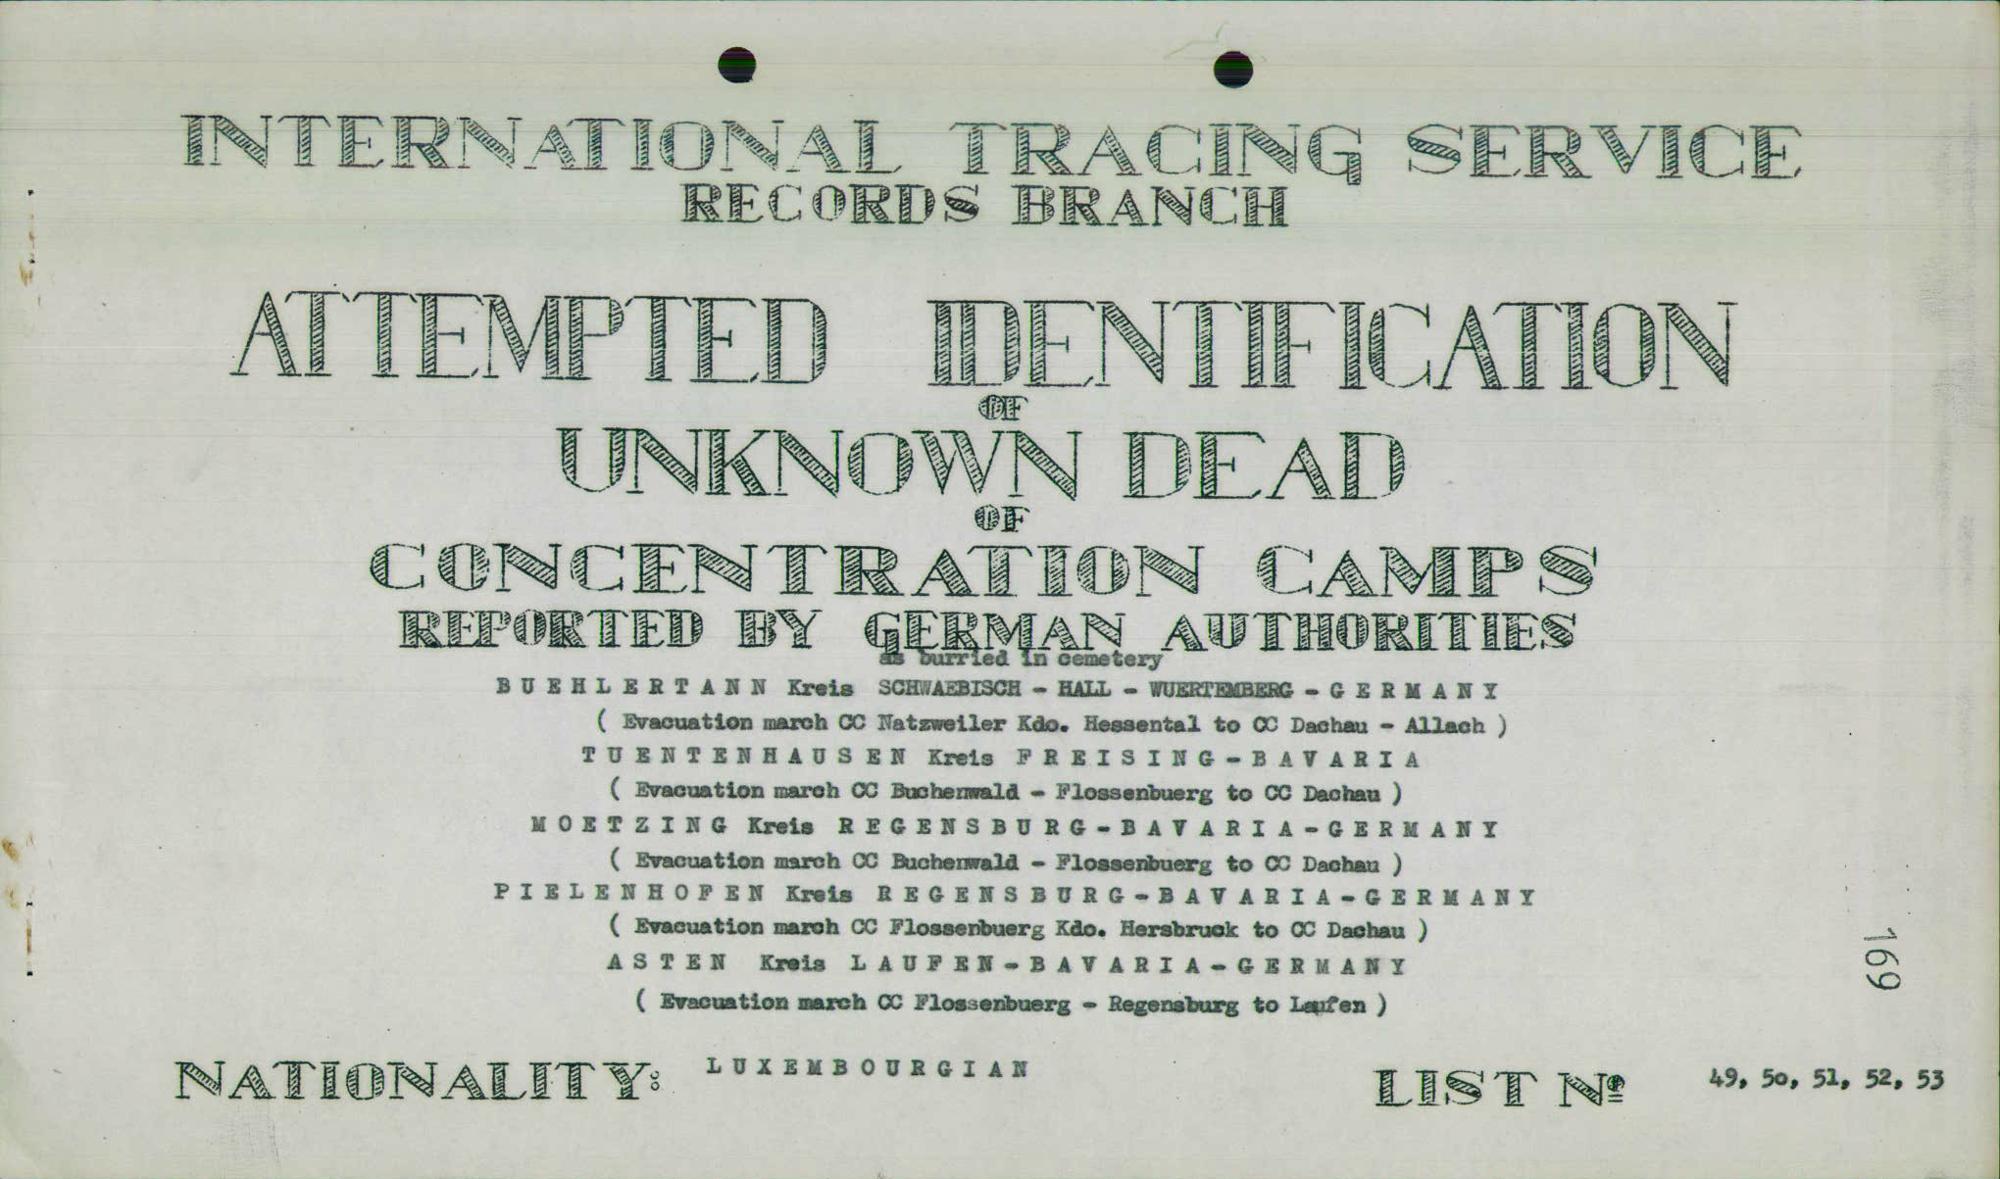 INTERNATIONAL TRACING SERVICE
RECORDS BRANCH
ATTEMPTED IDENTIFICATION
OF
UNKNOWN DEAD
OF
CONCENTRATION CAMPS
REPORTED BY GERMAN AUTHORITIES
as burried in cemetery
BUEHLERTANN Kreis SCHWAEBISCH - HALL - WUERTEMBERG - GERMANY
( Evacuation march CC Natzweiler Kdo. Hessental to CC Dachau - Allach )
TUENTENHAUSEN Kreis FREISING-BAVARIA
( Evacuation march CC Buchenwald - Flossenbuerg to CC Dachau )
MOETZING Kreis REGENSBURG-BAVARIA-GERMANY
( Evacuation march CC Buchenwald - Flossenbuerg to CC Dachau )
PIELENHOFEN Kreis REGENSBURG-BAVARIA-GERMANY
( Evacuation march CC Flossenbuerg Kdo. Hersbruck to CC Dachau )
ASTEN Kreis LAUFEN-BAVARIA-GERMANY
( Evacuation march CC Flossenbuerg - Regensburg to Laufen )
169
NATIONALITY: LUXEMBOURGIAN
LIST Nº 49, 50, 51, 52, 53